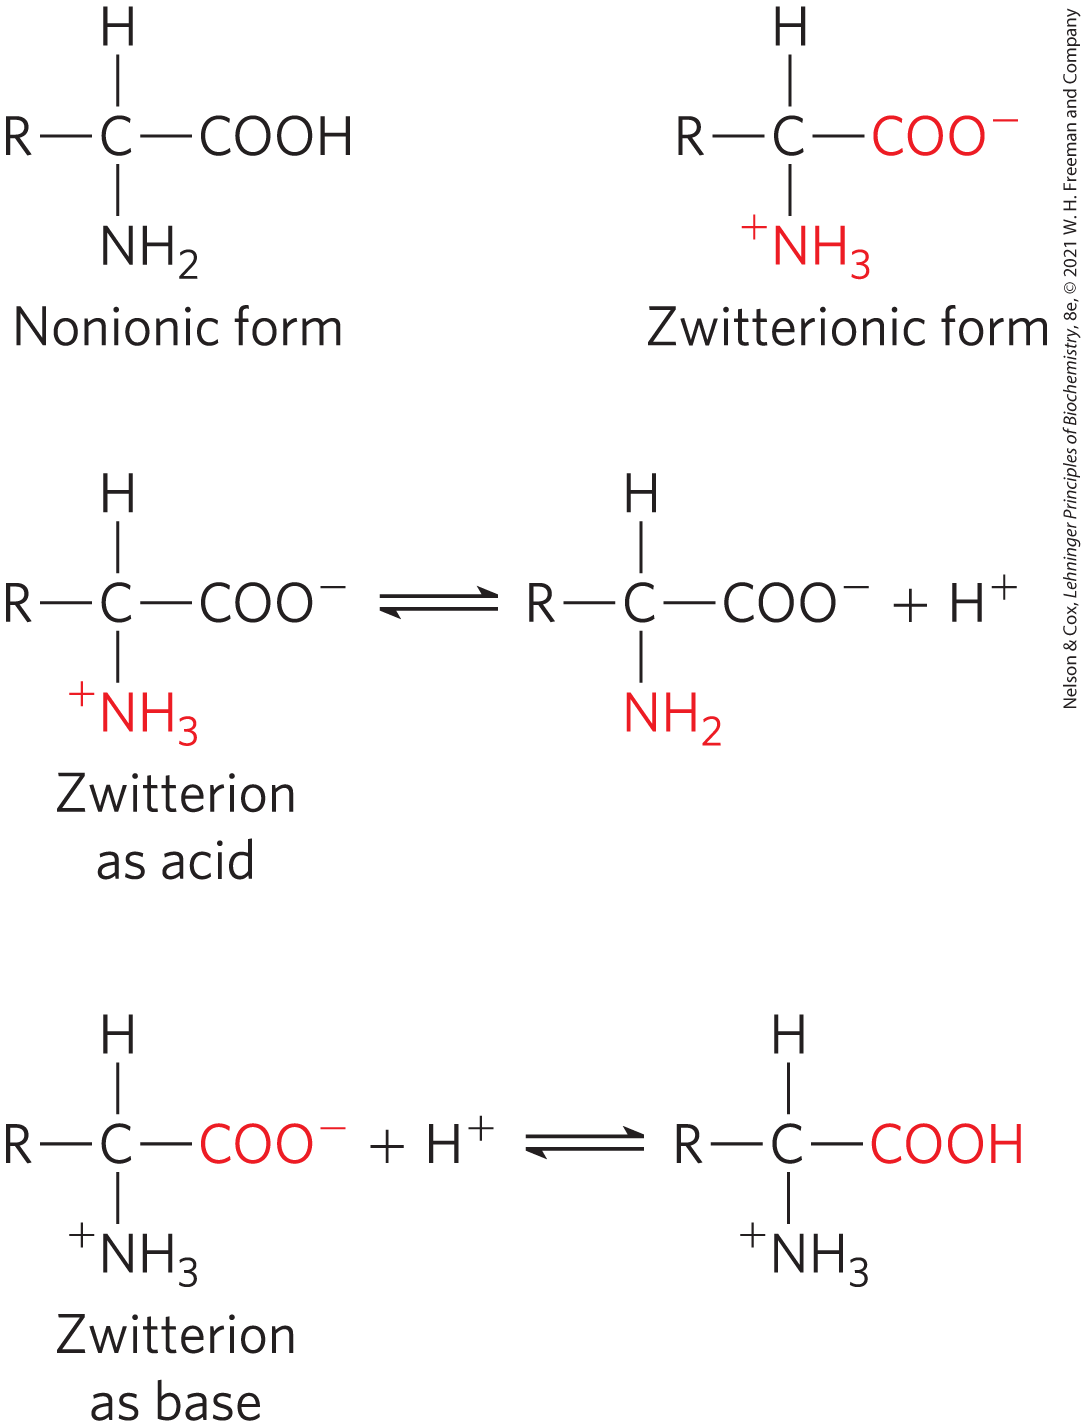 H
R—C—COOH
NH₂
Nonionic form
H
R—C—COO⁻
⁺NH₃
Zwitterionic form
H
R—C—COO⁻ ⇌ R—C—COO⁻ + H⁺
H
⁺NH₃
NH₂
Zwitterion
as acid
H
R—C—COO⁻ + H⁺ ⇌ R—C—COOH
H
⁺NH₃
⁺NH₃
Zwitterion
as base
Nelson & Cox, Lehninger Principles of Biochemistry, 8e, © 2021 W. H. Freeman and Company